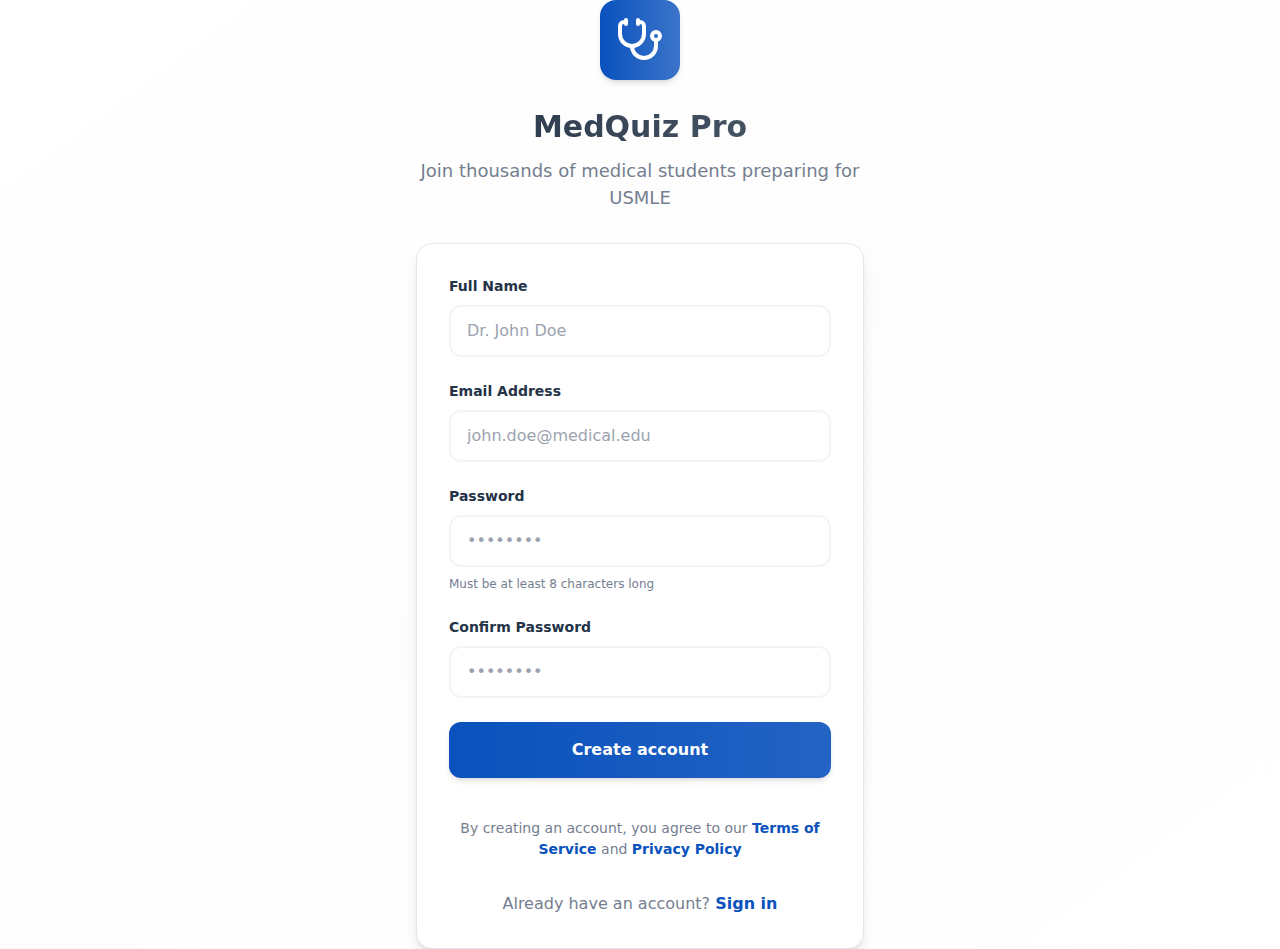 MedQuiz Pro
Join thousands of medical students preparing for
USMLE
Full Name
Dr. John Doe
Email Address
john.doe@medical.edu
Password
••••••••
Must be at least 8 characters long
Confirm Password
••••••••
Create account
By creating an account, you agree to our Terms of
Service and Privacy Policy
Already have an account? Sign in